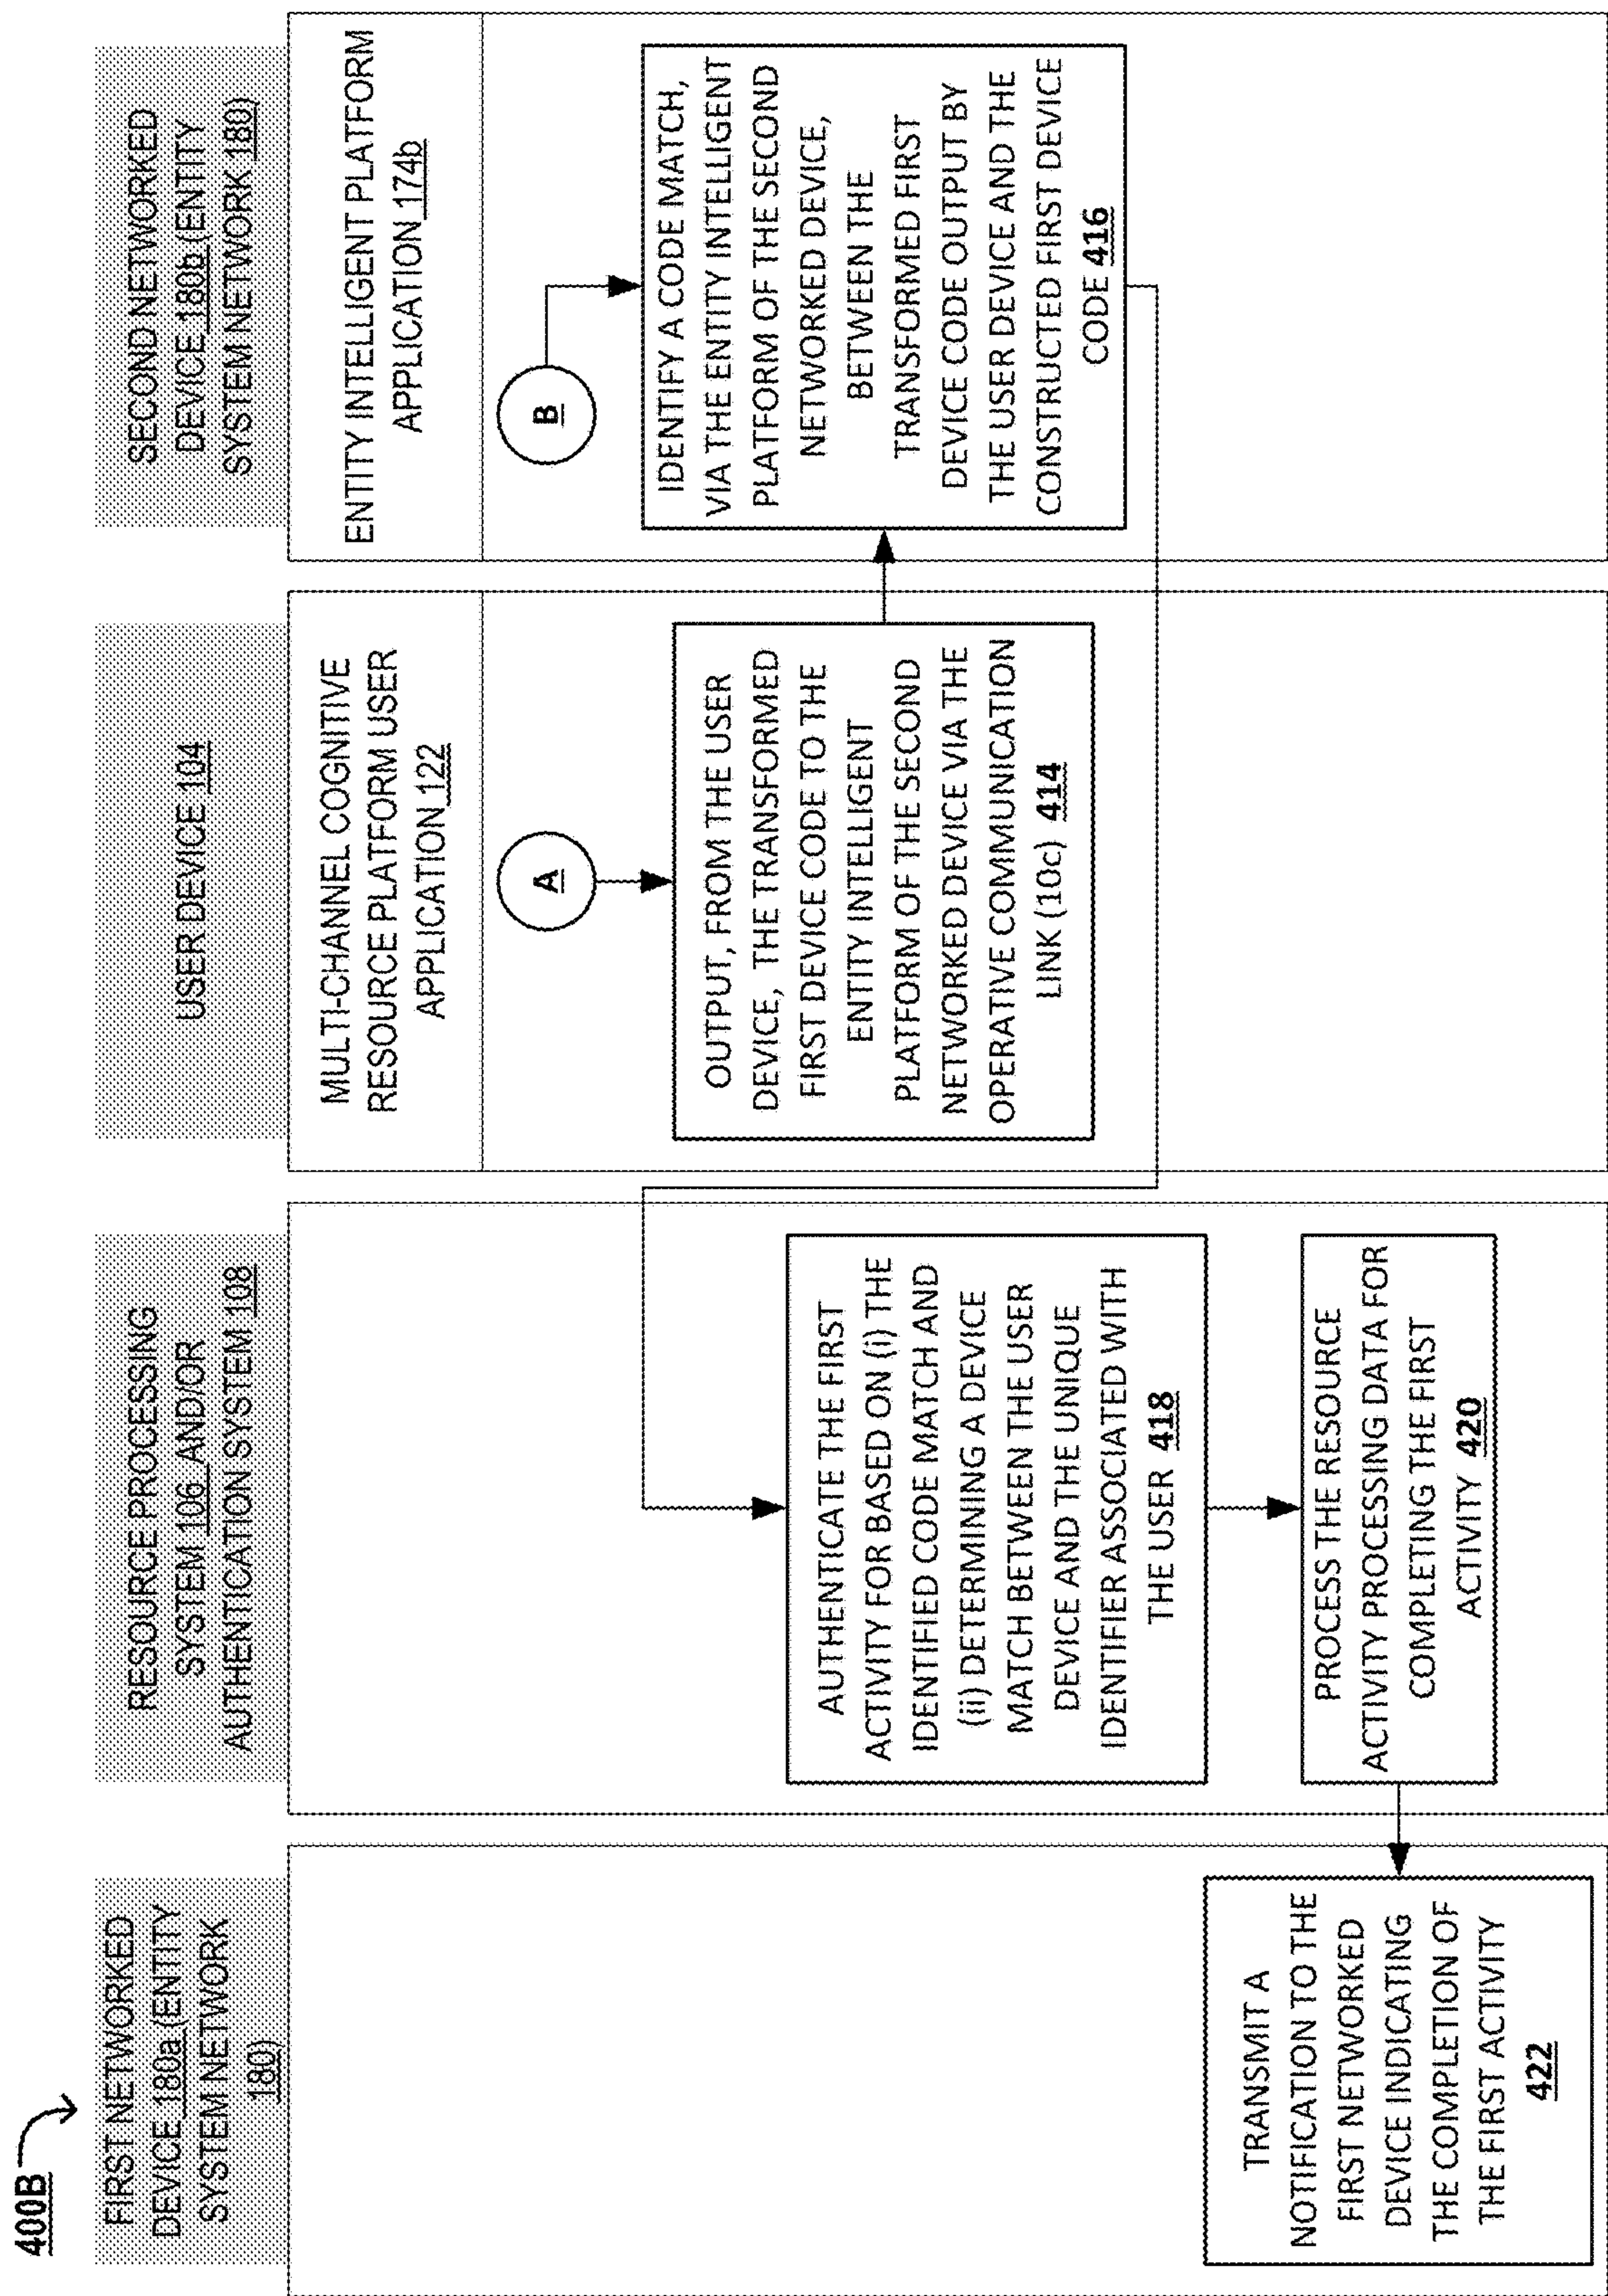 400B
FIRST NETWORKED
DEVICE 180a (ENTITY
SYSTEM NETWORK
180)
RESOURCE PROCESSING
SYSTEM 106 AND/OR
AUTHENTICATION SYSTEM 108
USER DEVICE 104
SECOND NETWORKED
DEVICE 180b (ENTITY
SYSTEM NETWORK 180)
MULTI-CHANNEL COGNITIVE
RESOURCE PLATFORM USER
APPLICATION 122
ENTITY INTELLIGENT PLATFORM
APPLICATION 174b
A
B
OUTPUT, FROM THE USER
DEVICE, THE TRANSFORMED
FIRST DEVICE CODE TO THE
ENTITY INTELLIGENT
PLATFORM OF THE SECOND
NETWORKED DEVICE VIA THE
OPERATIVE COMMUNICATION
LINK (10c) 414
IDENTIFY A CODE MATCH,
VIA THE ENTITY INTELLIGENT
PLATFORM OF THE SECOND
NETWORKED DEVICE,
BETWEEN THE
TRANSFORMED FIRST
DEVICE CODE OUTPUT BY
THE USER DEVICE AND THE
CONSTRUCTED FIRST DEVICE
CODE 416
AUTHENTICATE THE FIRST
ACTIVITY FOR BASED ON (i) THE
IDENTIFIED CODE MATCH AND
(ii) DETERMINING A DEVICE
MATCH BETWEEN THE USER
DEVICE AND THE UNIQUE
IDENTIFIER ASSOCIATED WITH
THE USER 418
PROCESS THE RESOURCE
ACTIVITY PROCESSING DATA FOR
COMPLETING THE FIRST
ACTIVITY 420
TRANSMIT A
NOTIFICATION TO THE
FIRST NETWORKED
DEVICE INDICATING
THE COMPLETION OF
THE FIRST ACTIVITY
422